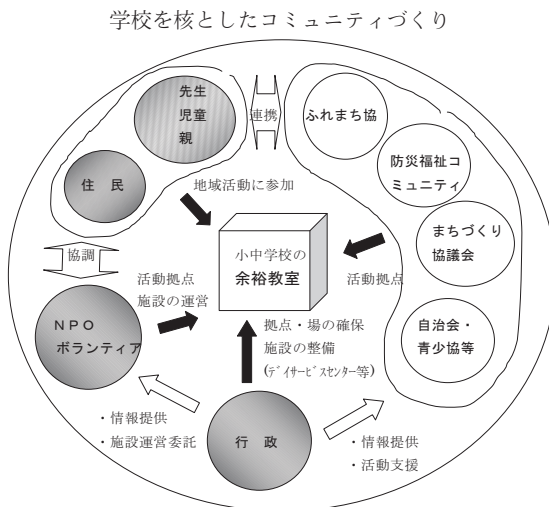 学校を核としたコミュニティづくり
先生
児童
親
連携
ふれまち協
防災福祉コ
ミュニティ
住 民
地域活動に参加
まちづくり
協議会
小中学校の
余裕教室
協調
活動拠点
施設の運営
活動拠点
NPO
ボランティア
拠点・場の確保
施設の整備
(ﾃﾞｲｻｰﾋﾞｽｾﾝﾀｰ等)
自治会・
青少協等
・情報提供
・施設運営委託
行 政
・情報提供
・活動支援